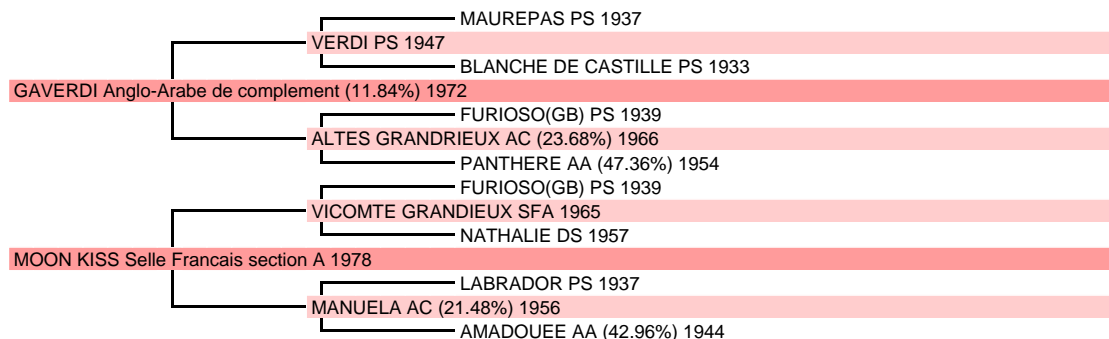 MAUREPAS PS 1937
VERDI PS 1947
BLANCHE DE CASTILLE PS 1933
GAVERDI Anglo-Arabe de complement (11.84%) 1972
FURIOSO(GB) PS 1939
ALTES GRANDRIEUX AC (23.68%) 1966
PANTHERE AA (47.36%) 1954
FURIOSO(GB) PS 1939
VICOMTE GRANDIEUX SFA 1965
NATHALIE DS 1957
MOON KISS Selle Francais section A 1978
LABRADOR PS 1937
MANUELA AC (21.48%) 1956
AMADOUEE AA (42.96%) 1944